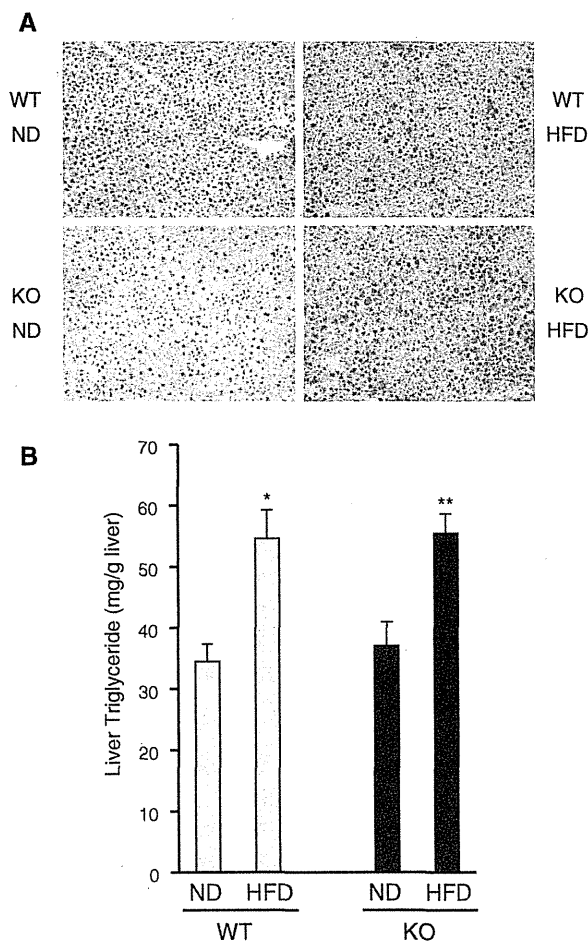 A
WT
ND
WT
HFD
KO
ND
KO
HFD
B
Liver Triglyceride (mg/g liver)
70
60
50
40
30
20
10
0
*
**
ND HFD ND HFD
WT KO